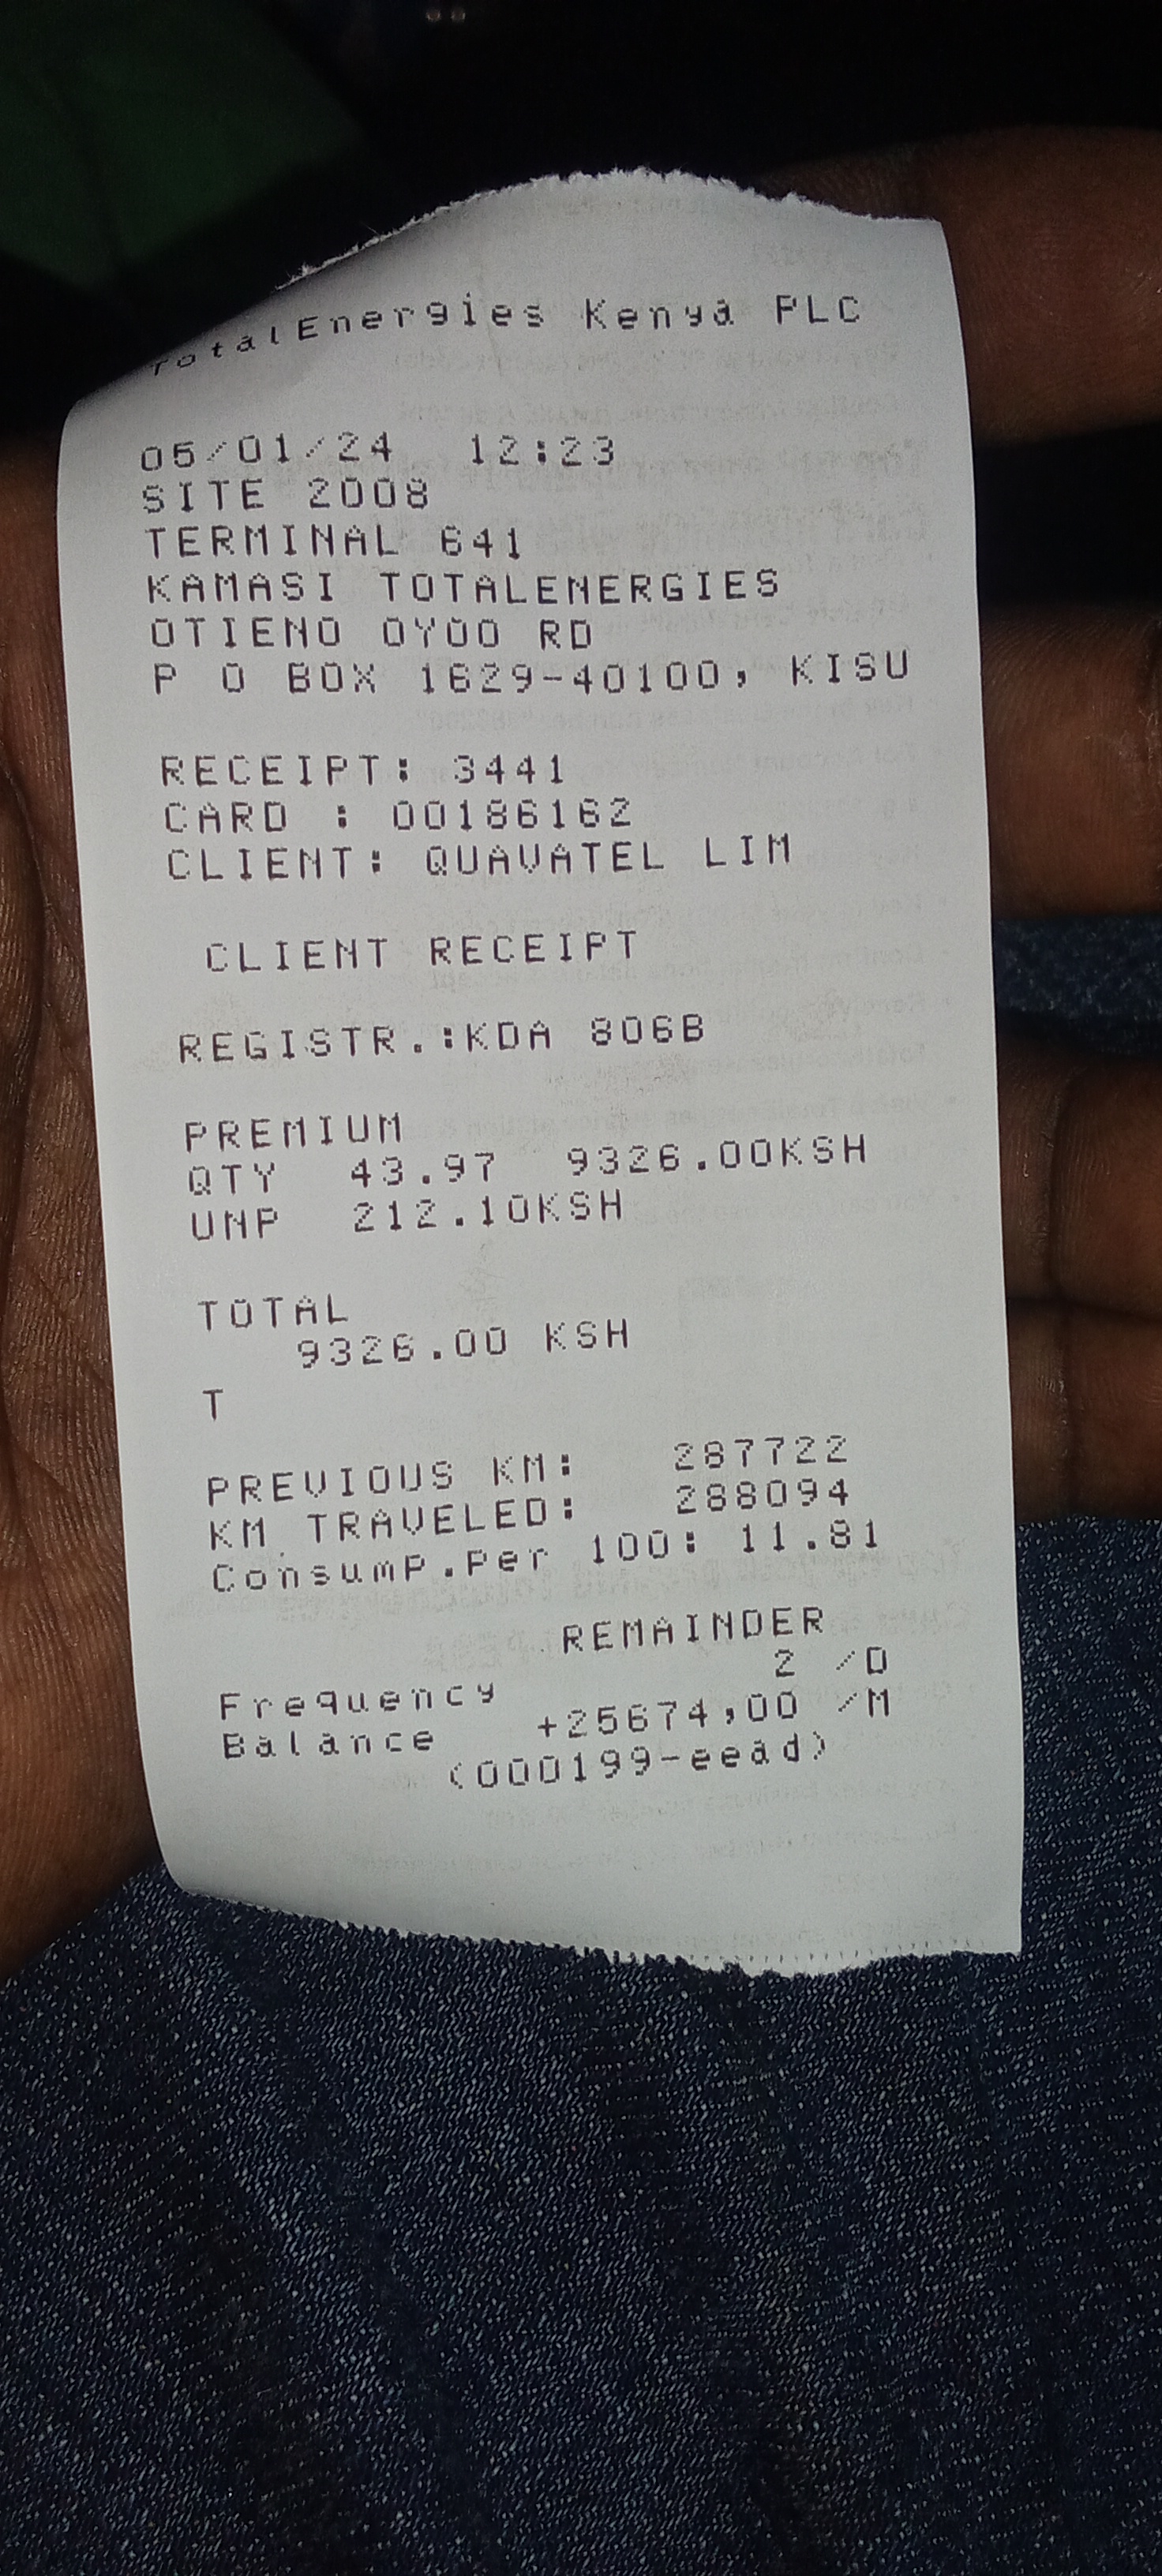 TotalEnergies Kenya PLC
05/01/24 12:23
SITE 2008
TERMINAL 641
KAMASI TOTALENERGIES
OTIENO OYOO RD
P O BOX 1629-40100, KISU
RECEIPT: 3441
CARD : 00186162
CLIENT: QUAVATEL LIM
CLIENT RECEIPT
REGISTR.:KDA 806B
PREMIUM
QTY 43.97 9326.00KSH
UNP 212.10KSH
TOTAL
9326.00 KSH
T
PREVIOUS KM: 287722
KM TRAVELED: 288094
Consump.Per 100: 11.81
REMAINDER
Frequency 2 /D
Balance +25674,00 /M
(000199-eead)